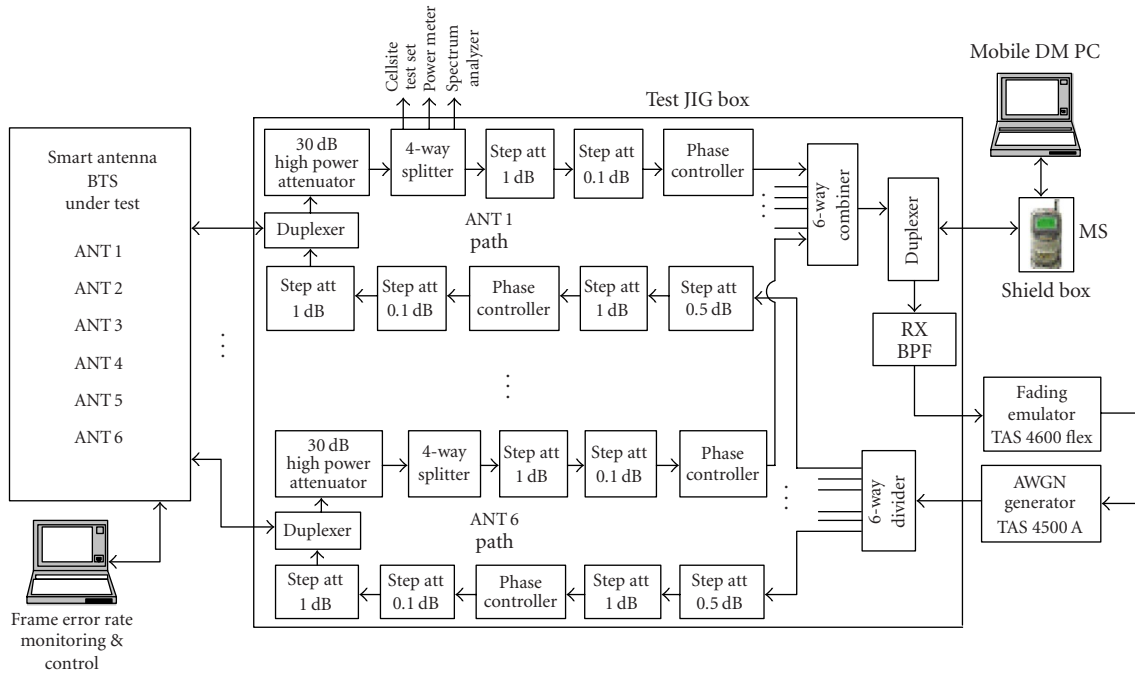 Cellsite
test set
Power meter
Spectrum
analyzer
Mobile DM PC
Test JIG box
Smart antenna
BTS
under test
ANT 1
ANT 2
ANT 3
ANT 4
ANT 5
ANT 6
30 dB
high power
attenuator
4-way
splitter
Step att
1 dB
Step att
0.1 dB
Phase
controller
6-way
combiner
Duplexer
Duplexer
ANT 1
path
MS
Shield box
Step att
1 dB
Step att
0.1 dB
Phase
controller
Step att
1 dB
Step att
0.5 dB
RX
BPF
Fading
emulator
TAS 4600 flex
30 dB
high power
attenuator
4-way
splitter
Step att
1 dB
Step att
0.1 dB
Phase
controller
6-way
divider
AWGN
generator
TAS 4500 A
Duplexer
ANT 6
path
Step att
1 dB
Step att
0.1 dB
Phase
controller
Step att
1 dB
Step att
0.5 dB
Frame error rate
monitoring &
control